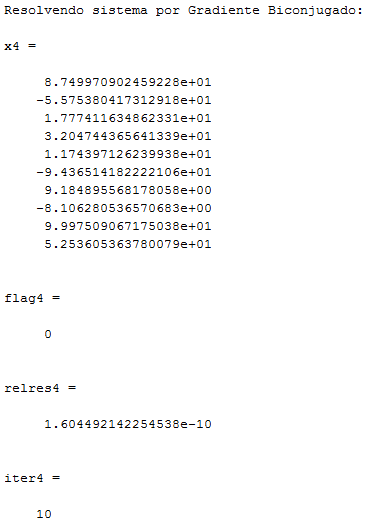 Resolvendo sistema por Gradiente Biconjugado:
x4 =
8.749970902459228e+01
-5.575380417312918e+01
1.777411634862331e+01
3.204744365641339e+01
1.174397126239938e+01
-9.436514182222106e+01
9.184895568178058e+00
-8.106280536570683e+00
9.997509067175038e+01
5.253605363780079e+01
flag4 =
0
relres4 =
1.604492142254538e-10
iter4 =
10